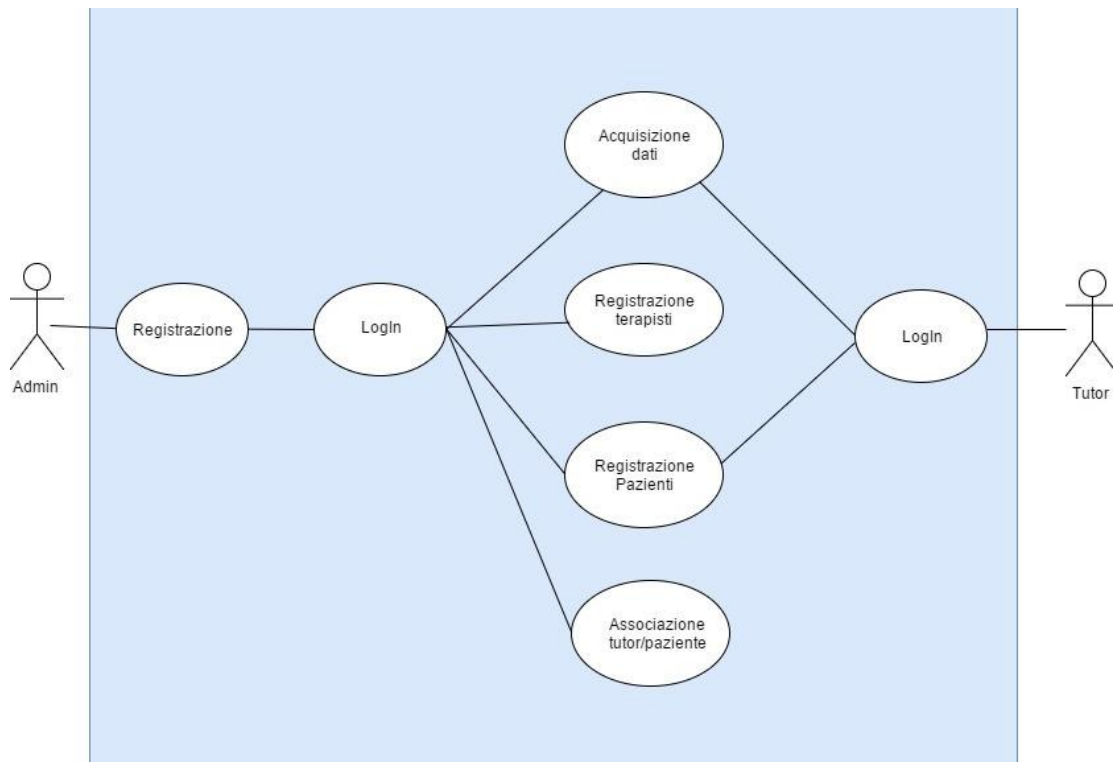 Acquisizione
dati
Registrazione
terapisti
Registrazione
LogIn
LogIn
Admin
Tutor
Registrazione
Pazienti
Associazione
tutor/paziente